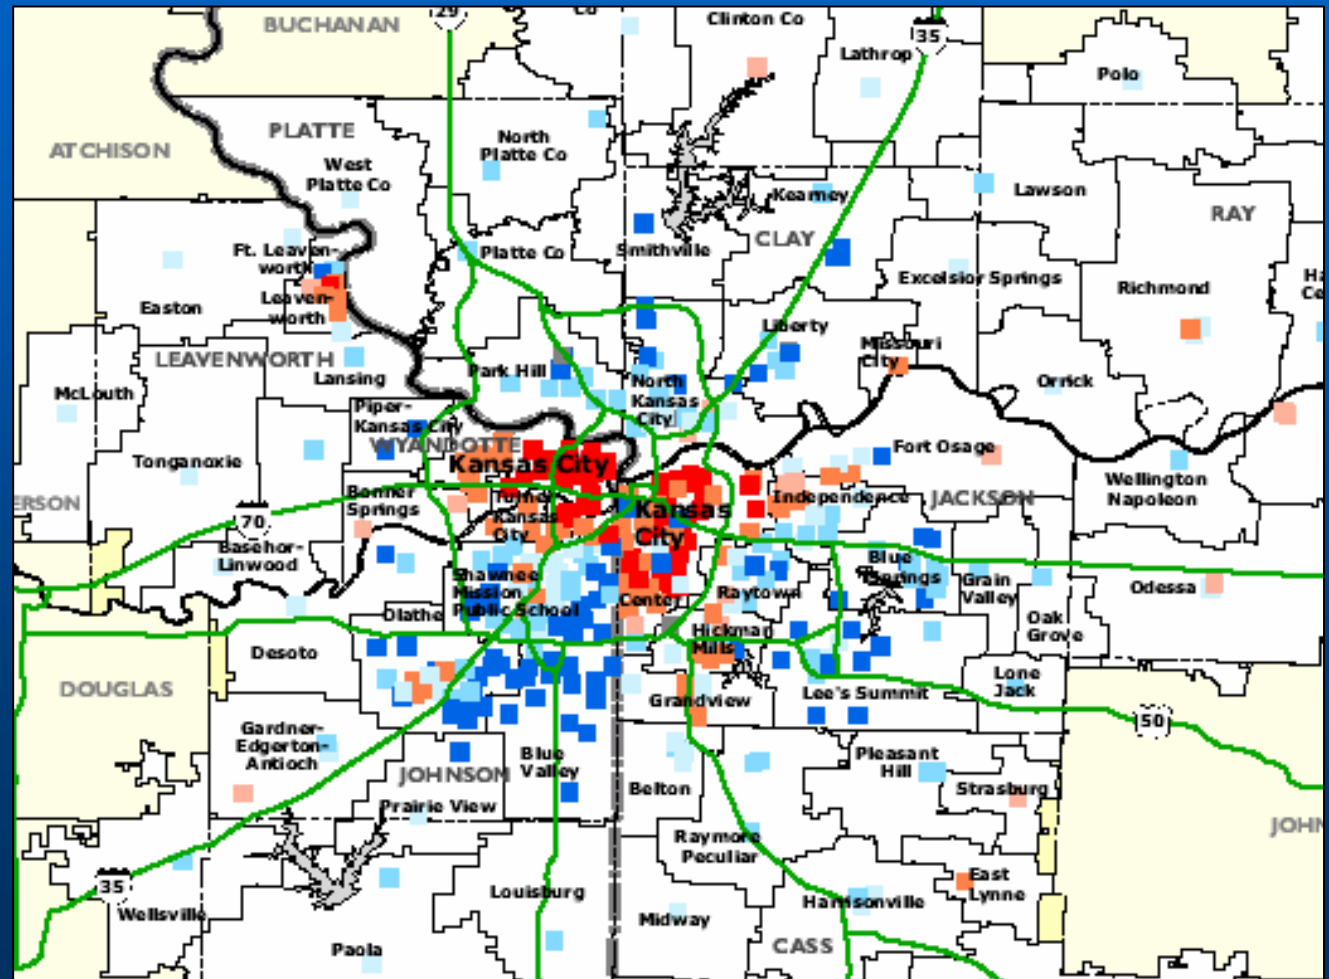 Co
Clinton Co
BUCHANAN
29
35
Lathrop
Polo
PLATTE
North
Platte Co
ATCHISON
West
Platte Co
Kearney
Lawson
RAY
CLAY
Ft. Leaven-
worth
Platte Co
Smithville
Excelsior Springs
Richmond
Easton
Leaven-
worth
Liberty
Missouri
City
LEAVENWORTH
Lansing
Park Hill
North
Kansas
City
Orrick
McLouth
Piper-
Kansas City
WYANDOTTE
Fort Osage
Tonganoxie
Kansas City
Wellington
Napoleon
ERSON
Bonner
Springs
Turner
Kansas
City
Kansas
City
Independence
JACKSON
70
Basehor-
Linwood
Shawnee
Mission
Public School
Blue
Springs
Grain
Valley
Odessa
Olathe
Center
Raytown
Oak
Grove
Hickman
Mills
Desoto
DOUGLAS
Grandview
Lee's Summit
Lone
Jack
50
Gardner-
Edgerton-
Antioch
JOHNSON
Blue
Valley
Belton
Pleasant
Hill
Strasburg
Prairie View
Raymore
Peculiar
JOHN
35
Wellsville
Louisburg
Harrisonville
East
Lynne
Midway
Paola
CASS